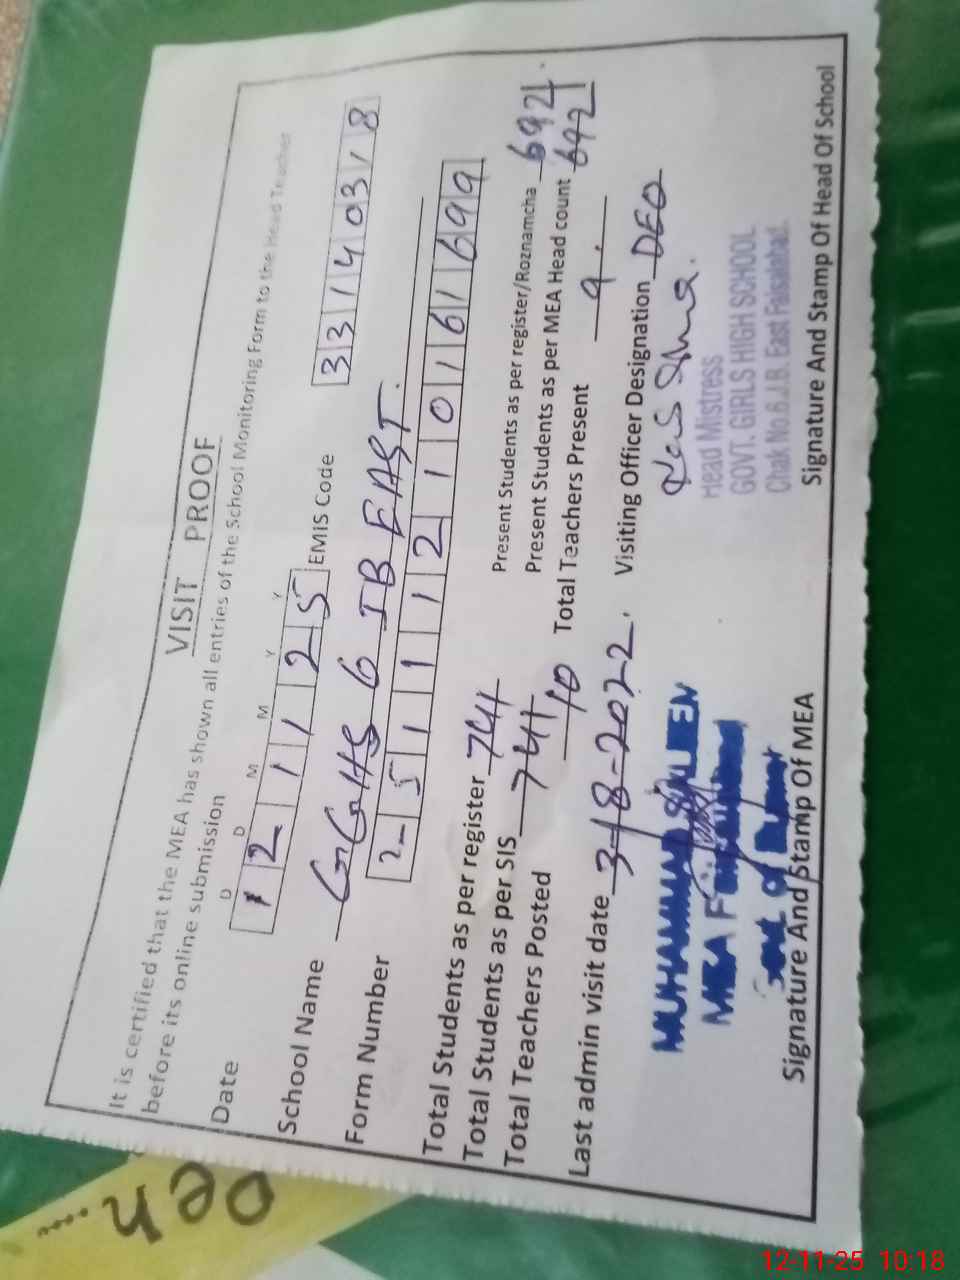 VISIT PROOF
It is certified that the MEA has shown all entries of the School Monitoring Form to the Head Teacher
before its online submission
D D M M Y Y
Date 12 11 25 EMIS Code 33140318
School Name GGHS 6 JB EAST.
Form Number 25111210161699
Total Students as per register 741 Present Students as per register/Roznamcha 692
Total Students as per SIS 741 Present Students as per MEA Head count 692
Total Teachers Posted 10 Total Teachers Present 9
Last admin visit date 3-8-2022. Visiting Officer Designation DEO
MUHAMMAD
MEA
Head Mistress
GOVT. GIRLS HIGH SCHOOL
Chak No.6 J.B. East Faisalabad.
Signature And Stamp Of MEA Signature And Stamp Of Head Of School
12-11-25 10:18